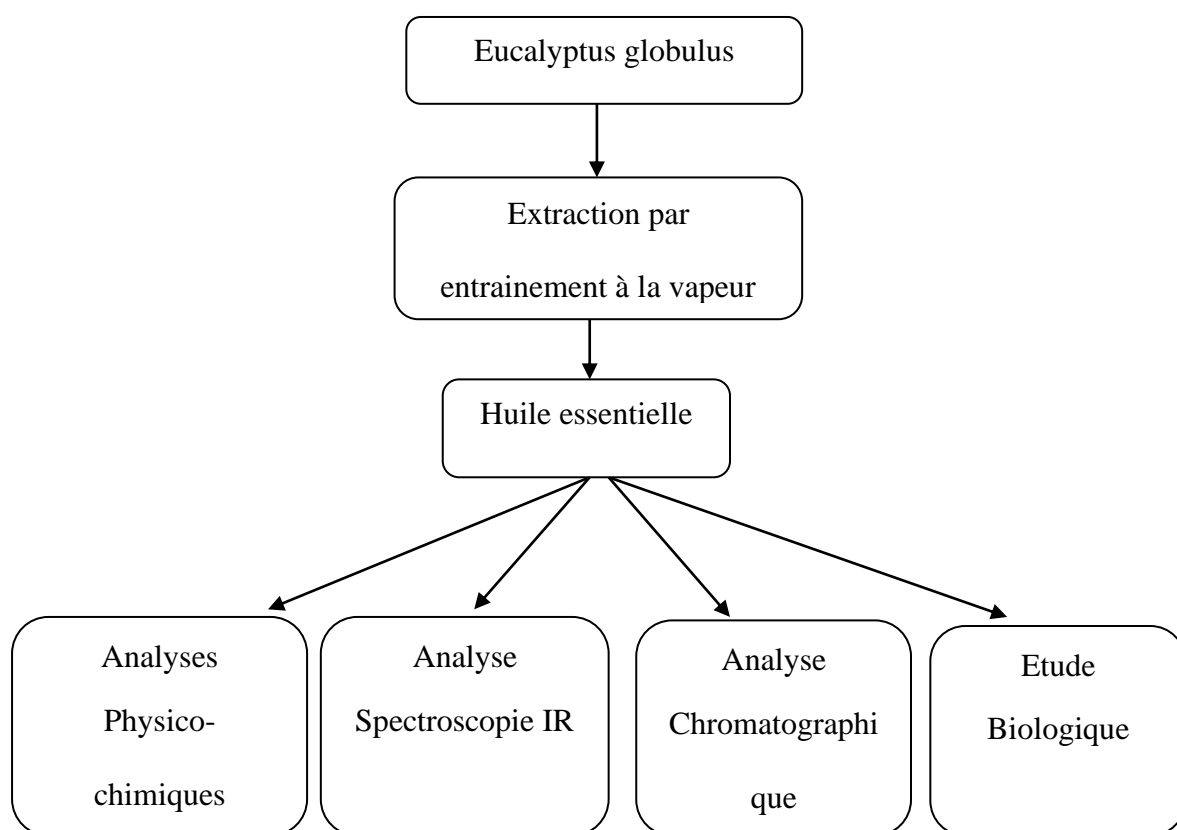 Eucalyptus globulus
Extraction par
entrainement à la vapeur
Huile essentielle
Analyses
Physico-
chimiques
Analyse
Spectroscopie IR
Analyse
Chromatographi
que
Etude
Biologique